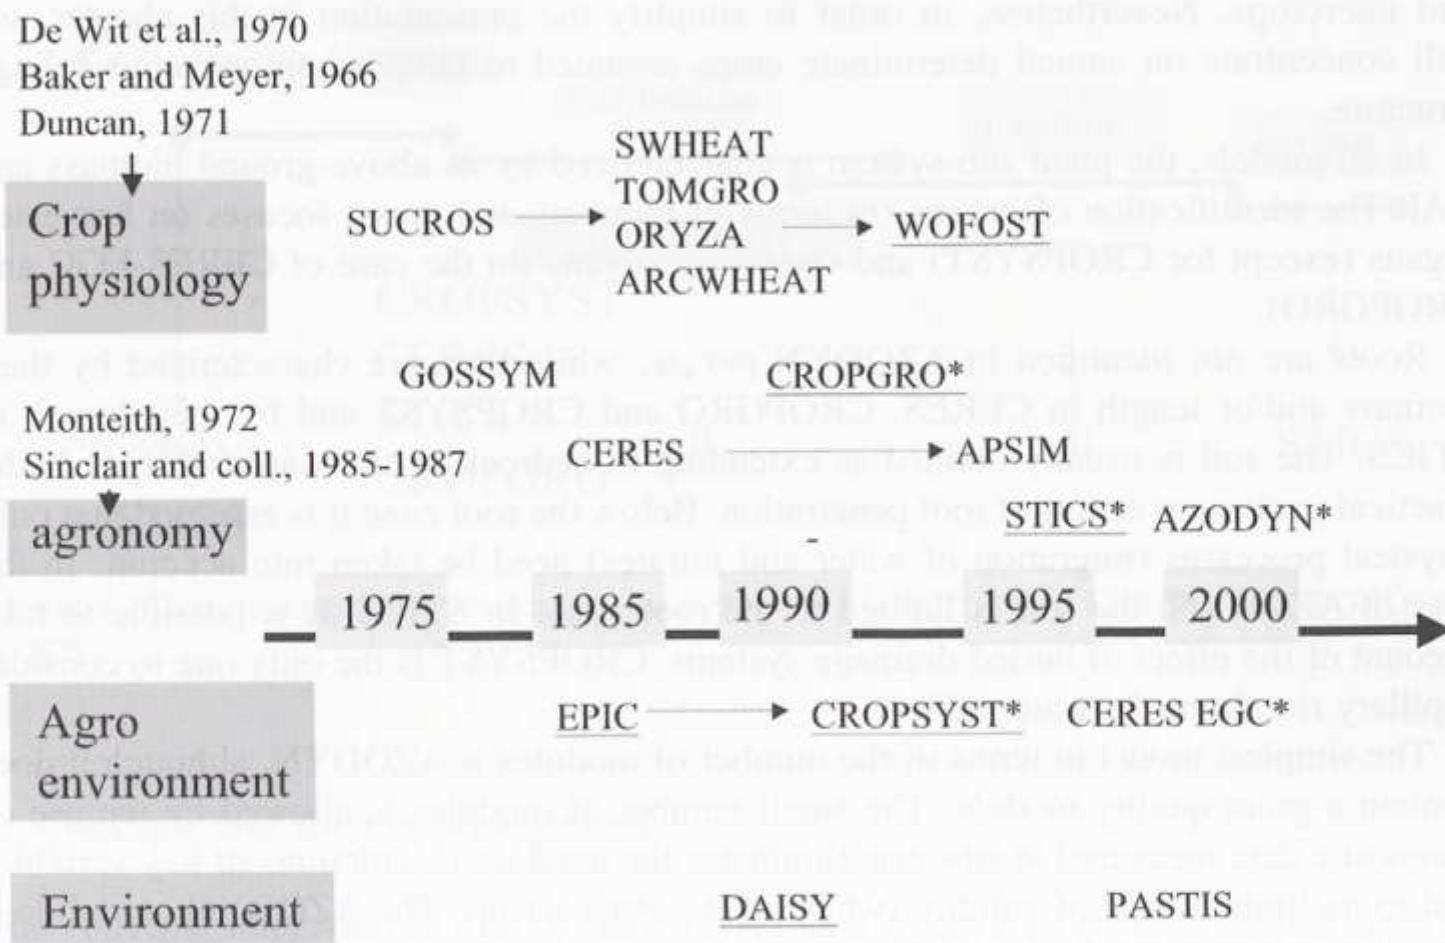 De Wit et al., 1970
Baker and Meyer, 1966
Duncan, 1971
Crop
physiology
SUCROS
SWHEAT
TOMGRO
ORYZA
ARCWHEAT
WOFOST
GOSSYM
CROPGRO*
Monteith, 1972
Sinclair and coll., 1985-1987
CERES
APSIM
agronomy
STICS* AZODYN*
1975 1985 1990 1995 2000
Agro
environment
EPIC
CROPSYST* CERES EGC*
Environment
DAISY
PASTIS